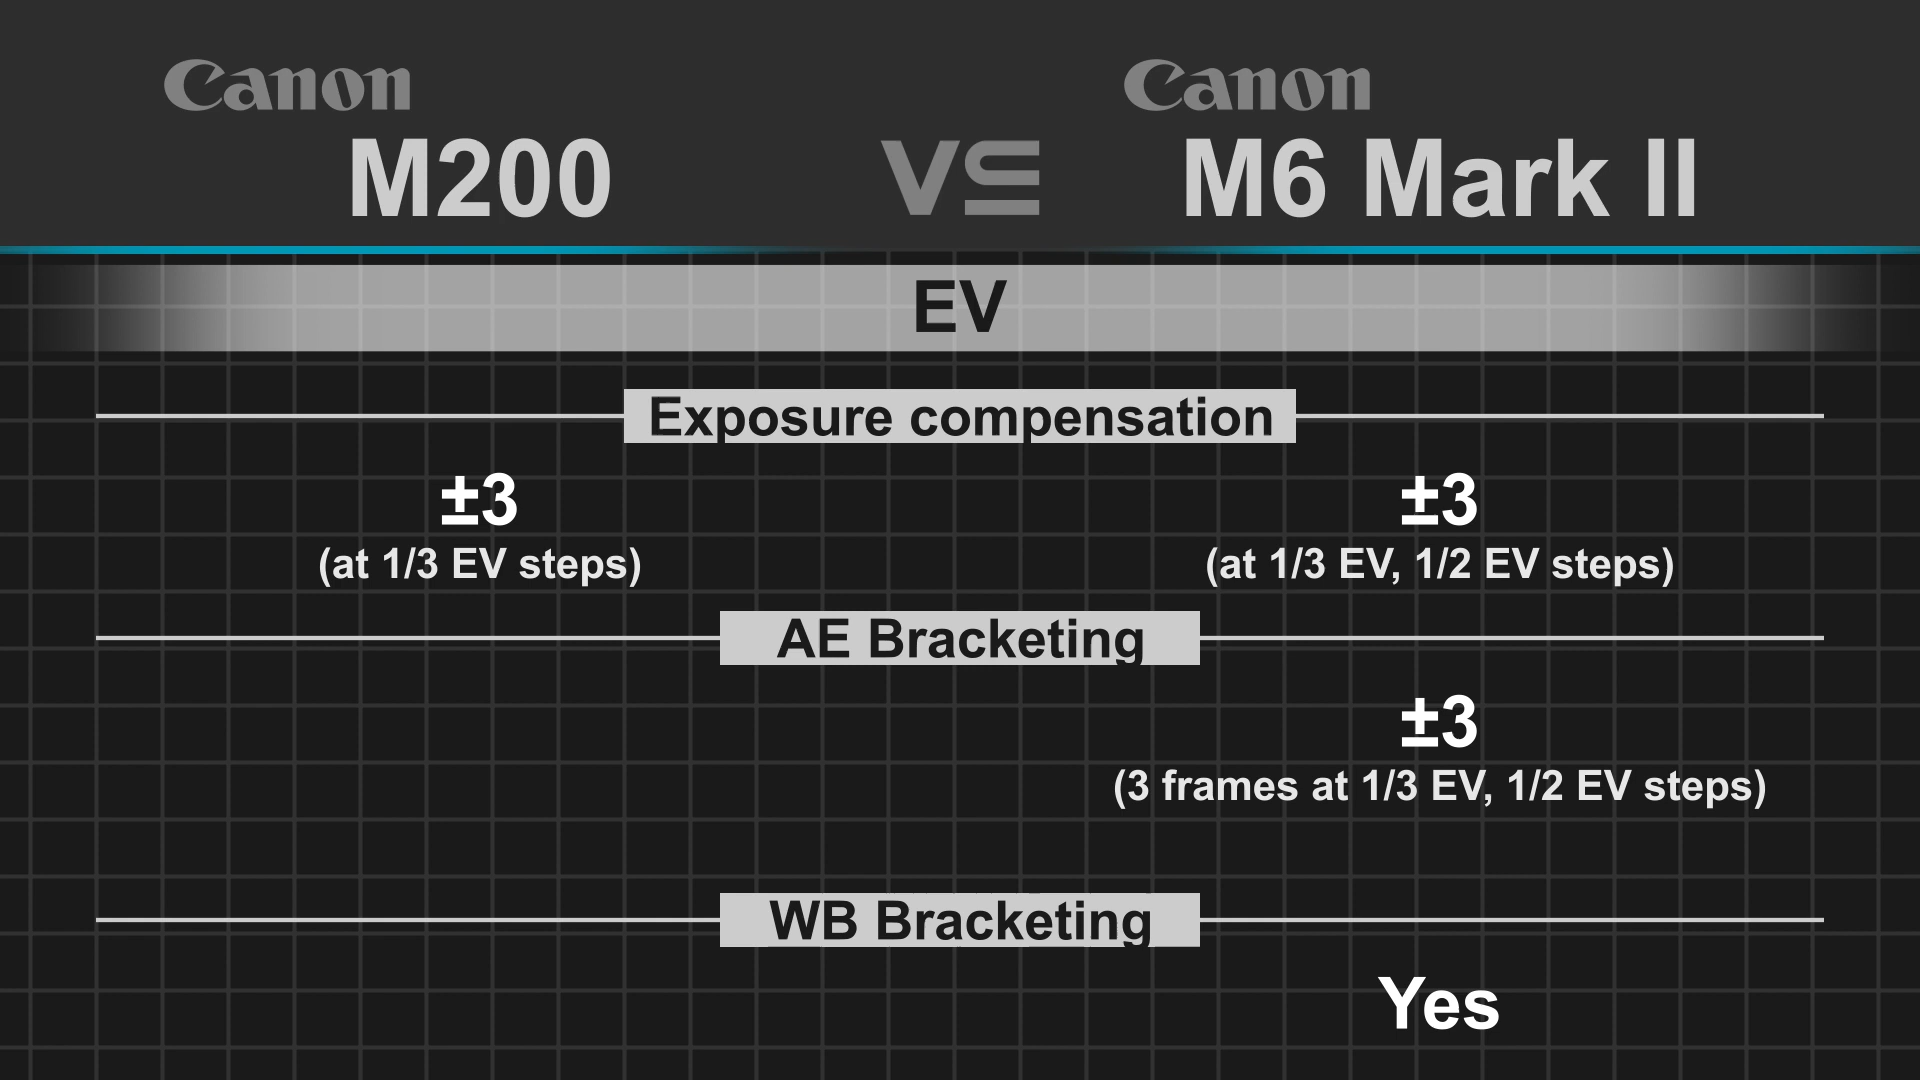 Canon
Canon
M200
VS
M6 Mark II
EV
Exposure compensation
±3
±3
(at 1/3 EV steps)
(at 1/3 EV, 1/2 EV steps)
AE Bracketing
±3
(3 frames at 1/3 EV, 1/2 EV steps)
WB Bracketing
Yes